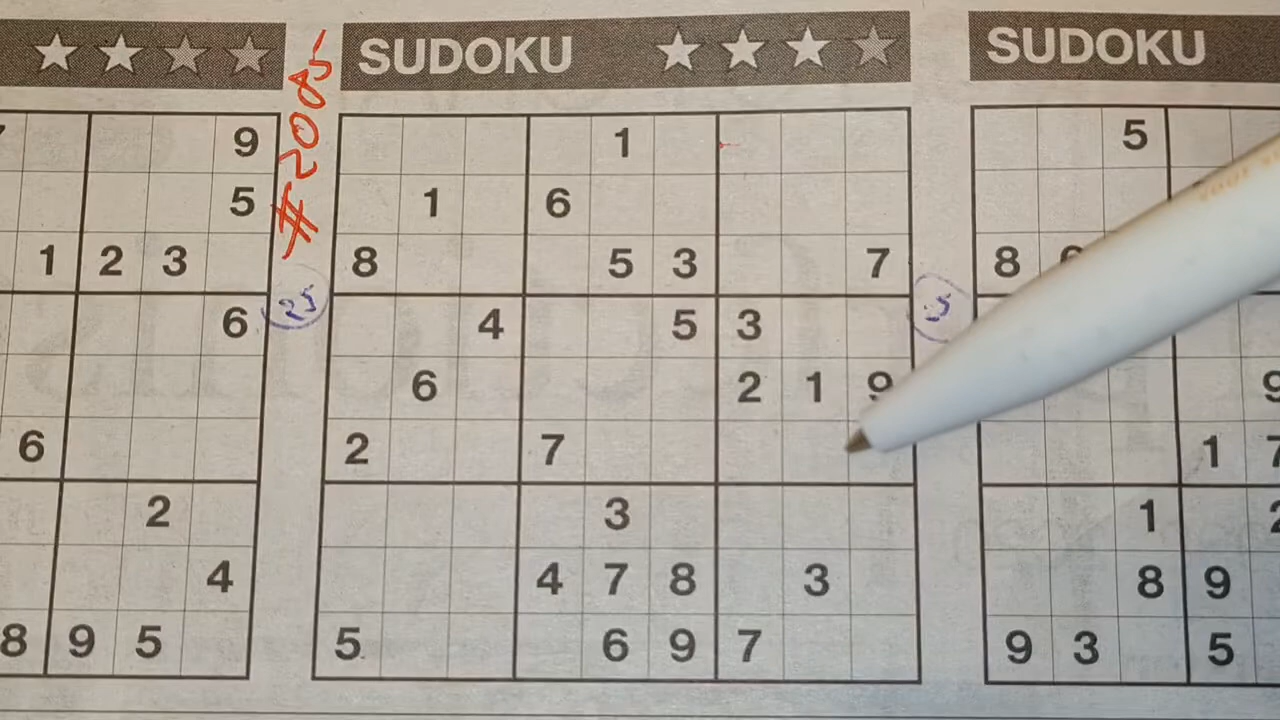 SUDOKU SUDOKU
#2085
9 1 5
5 1 6
1 2 3 8 5 3 7 8
25
6 4 5 3
6 2 1 9 9
6 2 7 1 7
2 3 1 2
4 4 7 8 3 8 9
8 9 5 5 6 9 7 9 3 5